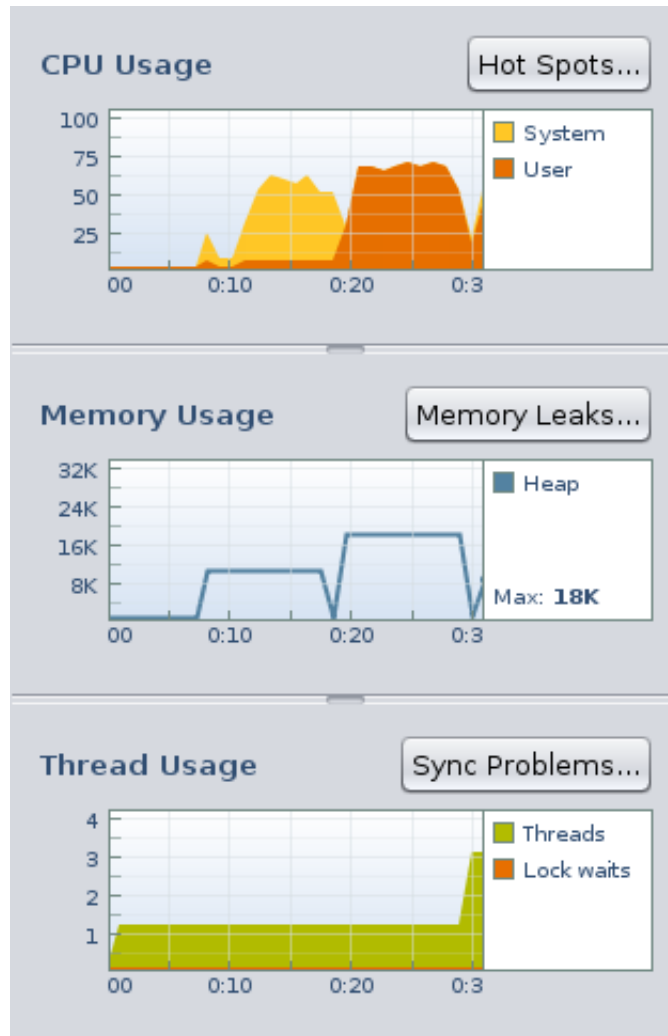 CPU Usage
Hot Spots...
100
75
50
25
System
User
00 0:10 0:20 0:3
Memory Usage
Memory Leaks...
32K
24K
16K
8K
Heap
Max: 18K
00 0:10 0:20 0:3
Thread Usage
Sync Problems...
4
3
2
1
Threads
Lock waits
00 0:10 0:20 0:3